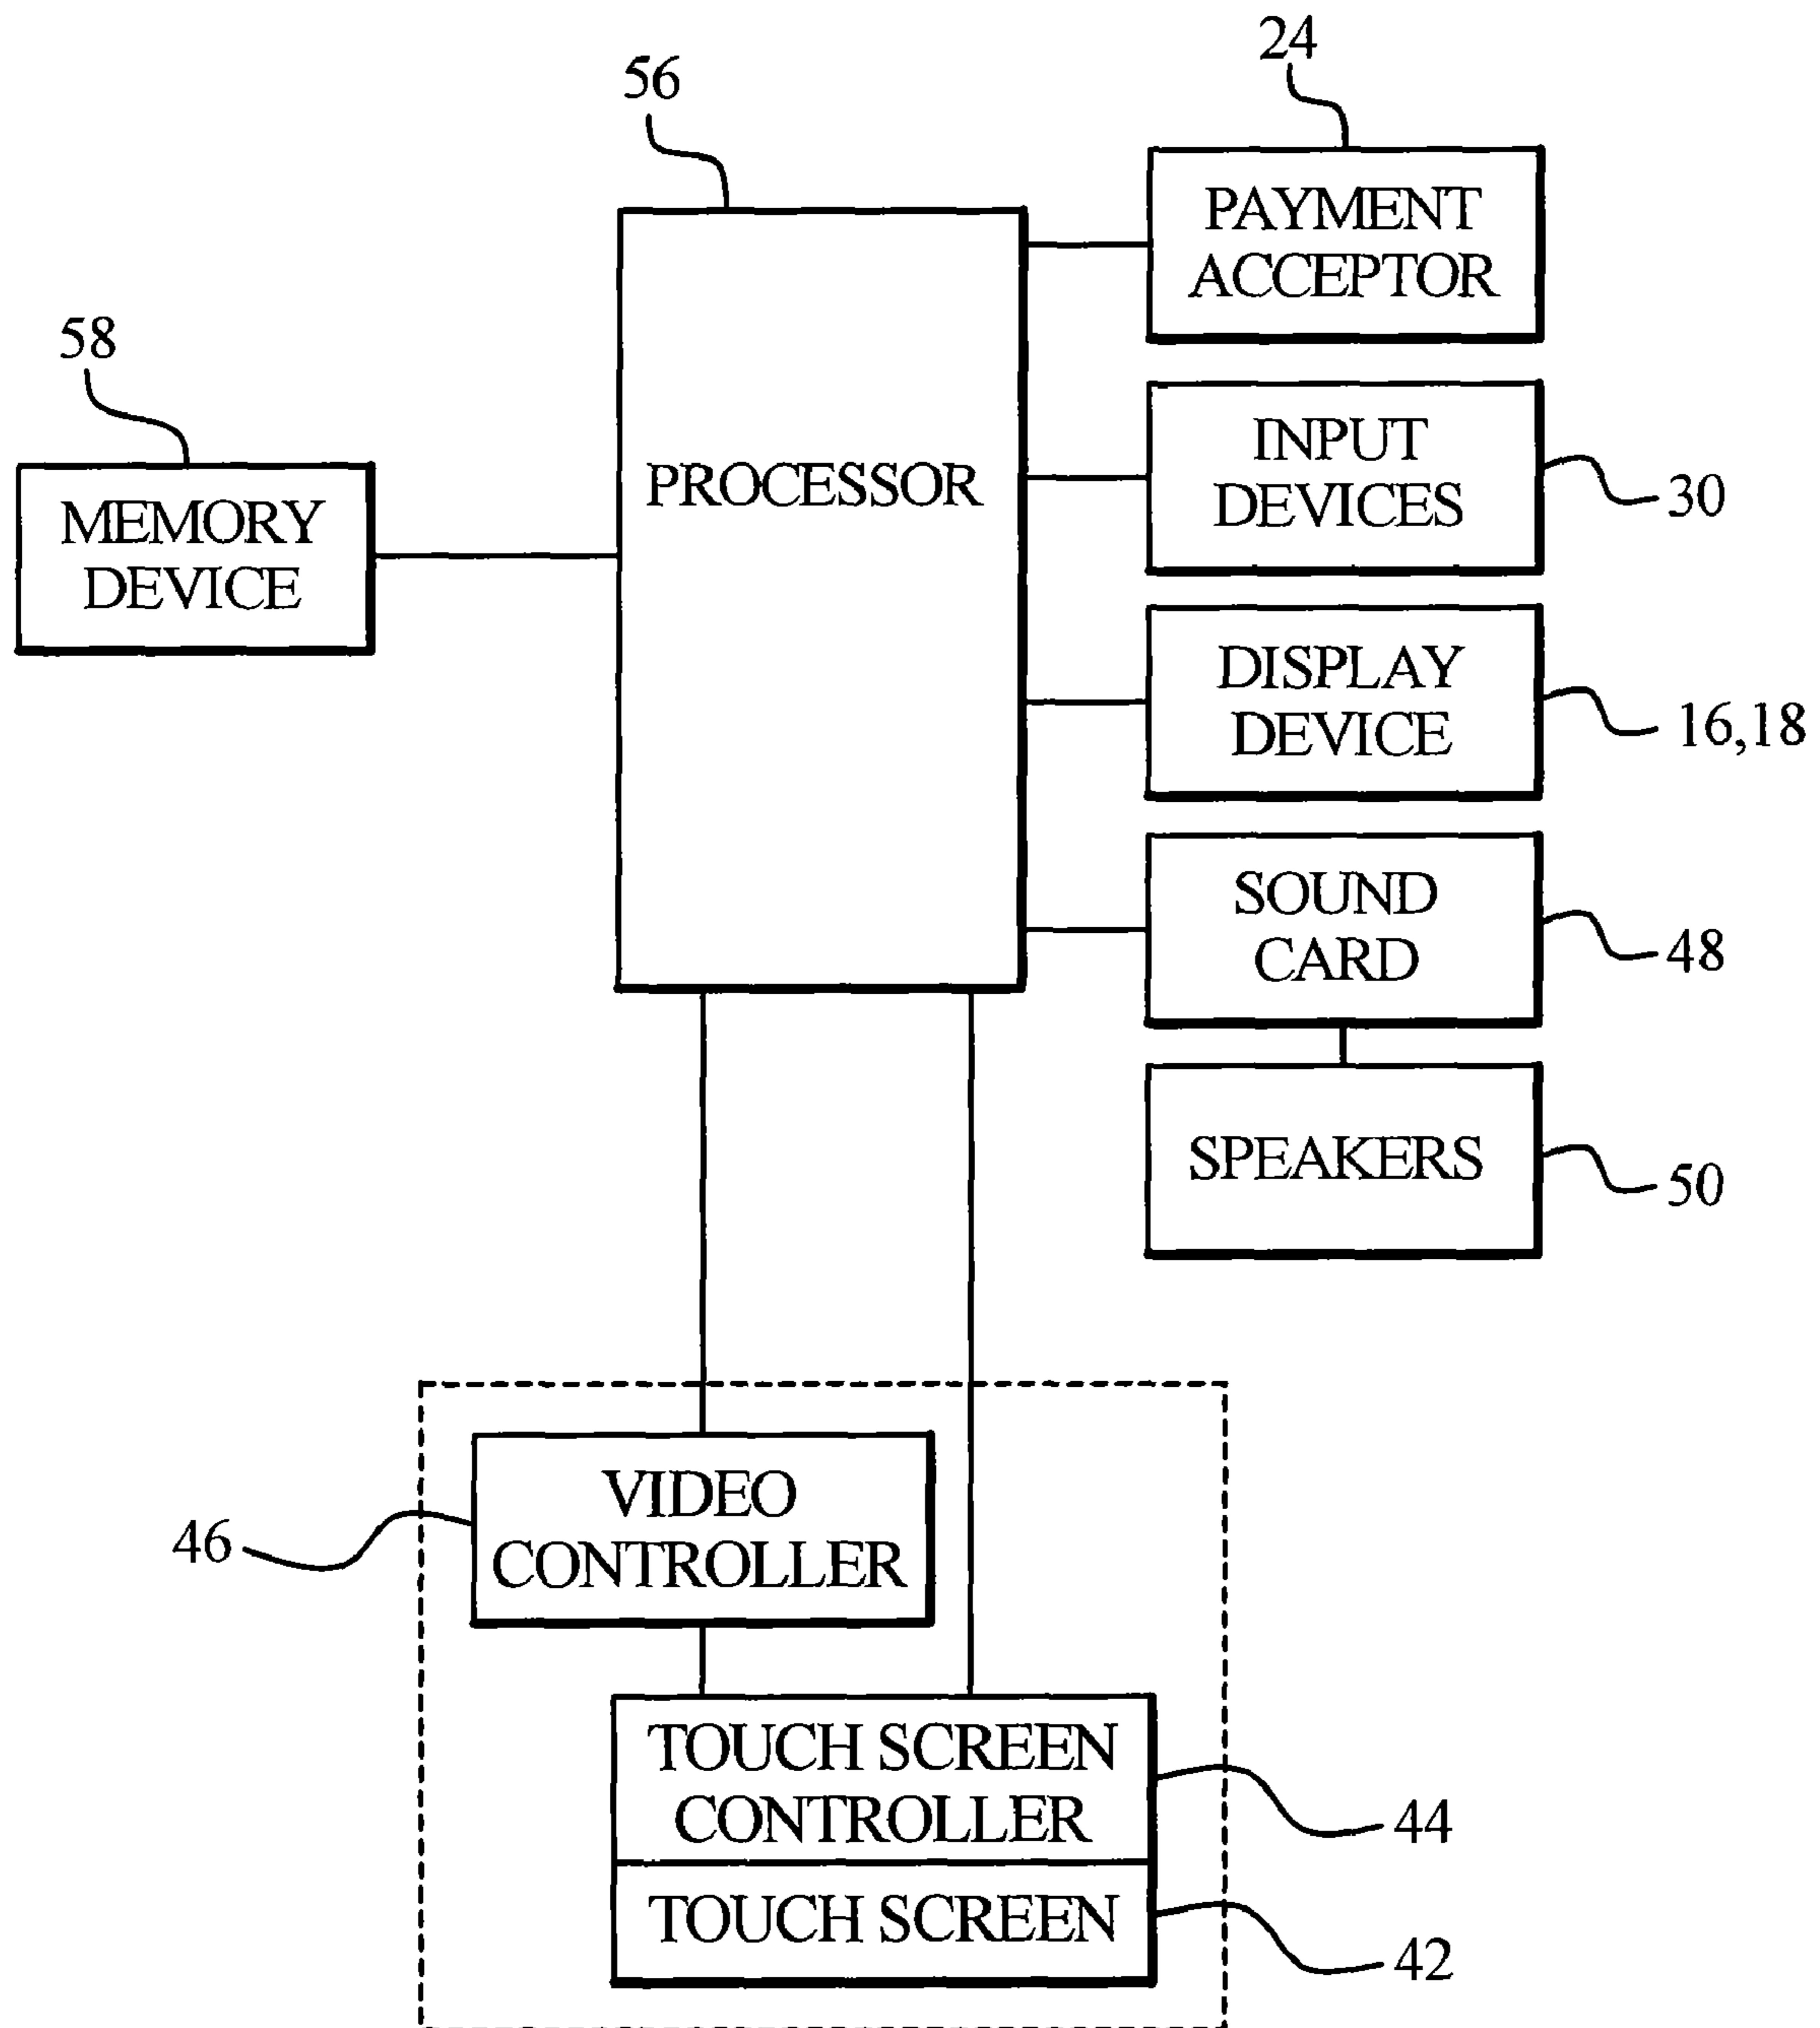 24
56
PAYMENT
ACCEPTOR
58
INPUT
DEVICES
30
PROCESSOR
MEMORY
DEVICE
DISPLAY
DEVICE
16,18
SOUND
CARD
48
SPEAKERS
50
VIDEO
CONTROLLER
46
TOUCH SCREEN
CONTROLLER
44
TOUCH SCREEN
42